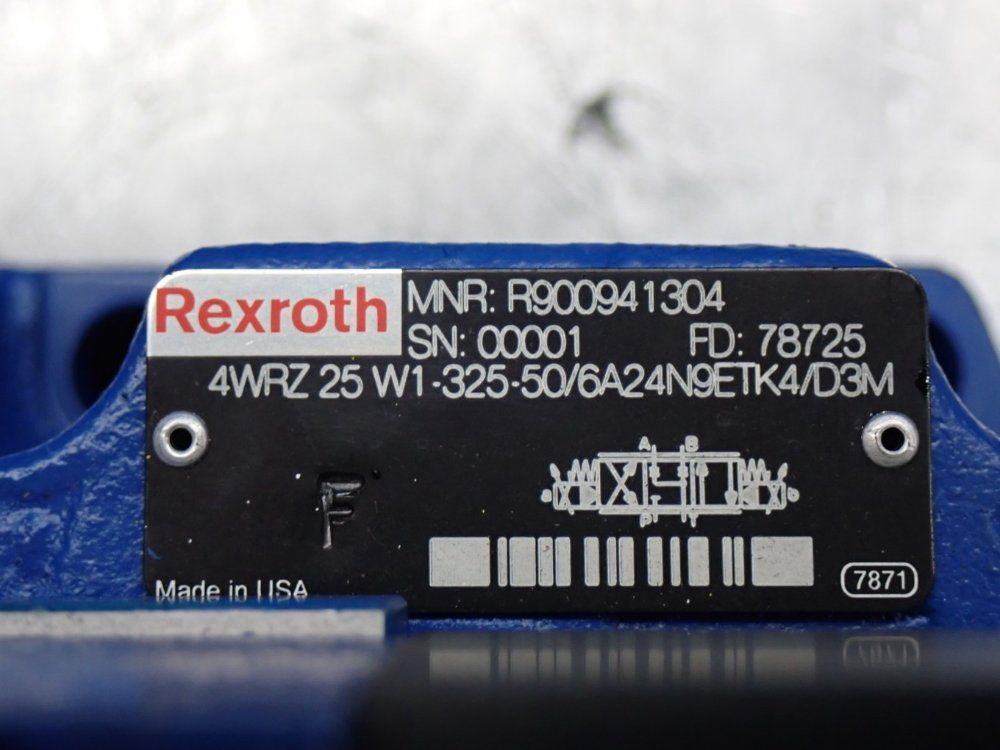 Rexroth
MNR: R900941304
SN: 00001 FD: 78725
4WRZ 25 W1-325-50/6A24N9ETK4/D3M
A B
a b
P T
F
7871
Made in USA